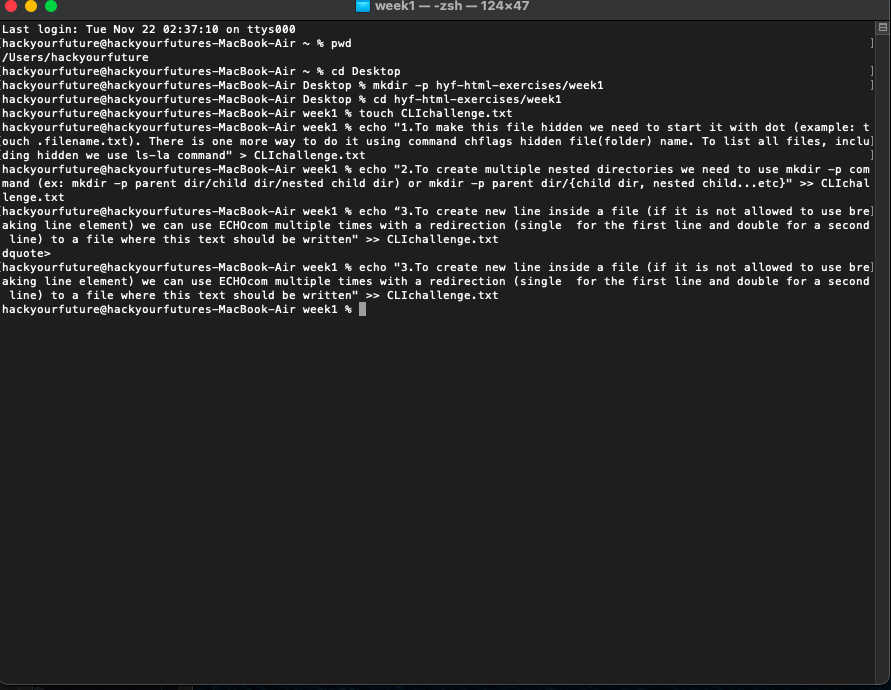 week1 — -zsh — 124×47
Last login: Tue Nov 22 02:37:10 on ttys000
[hackyourfuture@hackyourfutures-MacBook-Air ~ % pwd ]
/Users/hackyourfuture
[hackyourfuture@hackyourfutures-MacBook-Air ~ % cd Desktop ]
[hackyourfuture@hackyourfutures-MacBook-Air Desktop % mkdir -p hyf-html-exercises/week1 ]
hackyourfuture@hackyourfutures-MacBook-Air Desktop % cd hyf-html-exercises/week1
hackyourfuture@hackyourfutures-MacBook-Air week1 % touch CLIchallenge.txt
[hackyourfuture@hackyourfutures-MacBook-Air week1 % echo "1.To make this file hidden we need to start it with dot (example: t]
[ouch .filename.txt). There is one more way to do it using command chflags hidden file(folder) name. To list all files, inclu]
[ding hidden we use ls-la command" > CLIchallenge.txt ]
hackyourfuture@hackyourfutures-MacBook-Air week1 % echo "2.To create multiple nested directories we need to use mkdir -p com
mand (ex: mkdir -p parent dir/child dir/nested child dir) or mkdir -p parent dir/{child dir, nested child...etc}" >> CLIchal
lenge.txt
[hackyourfuture@hackyourfutures-MacBook-Air week1 % echo “3.To create new line inside a file (if it is not allowed to use bre]
aking line element) we can use ECHOcom multiple times with a redirection (single  for the first line and double for a second
 line) to a file where this text should be written" >> CLIchallenge.txt
dquote>
[hackyourfuture@hackyourfutures-MacBook-Air week1 % echo "3.To create new line inside a file (if it is not allowed to use bre]
aking line element) we can use ECHOcom multiple times with a redirection (single  for the first line and double for a second
 line) to a file where this text should be written" >> CLIchallenge.txt
hackyourfuture@hackyourfutures-MacBook-Air week1 %